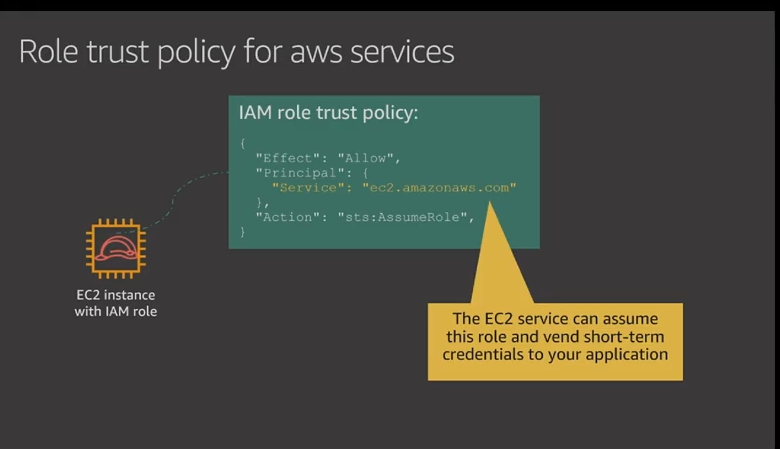 Role trust policy for aws services
IAM role trust policy:
{
"Effect": "Allow",
"Principal": {
"Service": "ec2.amazonaws.com"
},
"Action": "sts:AssumeRole",
}
EC2 instance
with IAM role
The EC2 service can assume
this role and vend short-term
credentials to your application